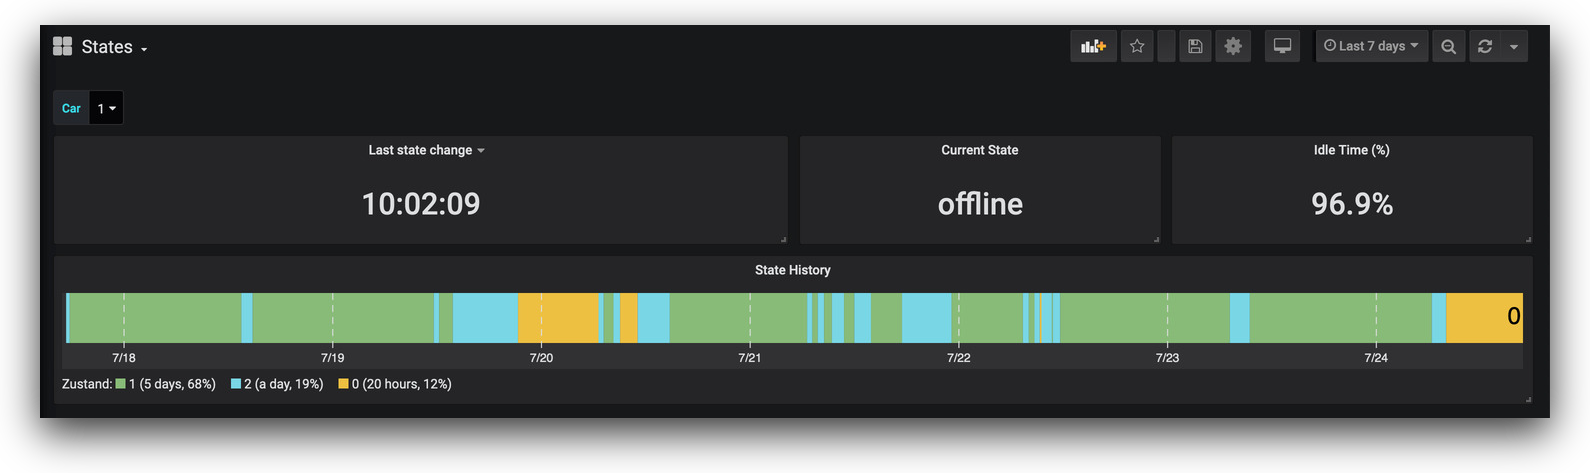 States
Last 7 days
Car 1
Last state change
10:02:09
Current State
offline
Idle Time (%)
96.9%
State History
0
7/18 7/19 7/20 7/21 7/22 7/23 7/24
Zustand: 1 (5 days, 68%) 2 (a day, 19%) 0 (20 hours, 12%)